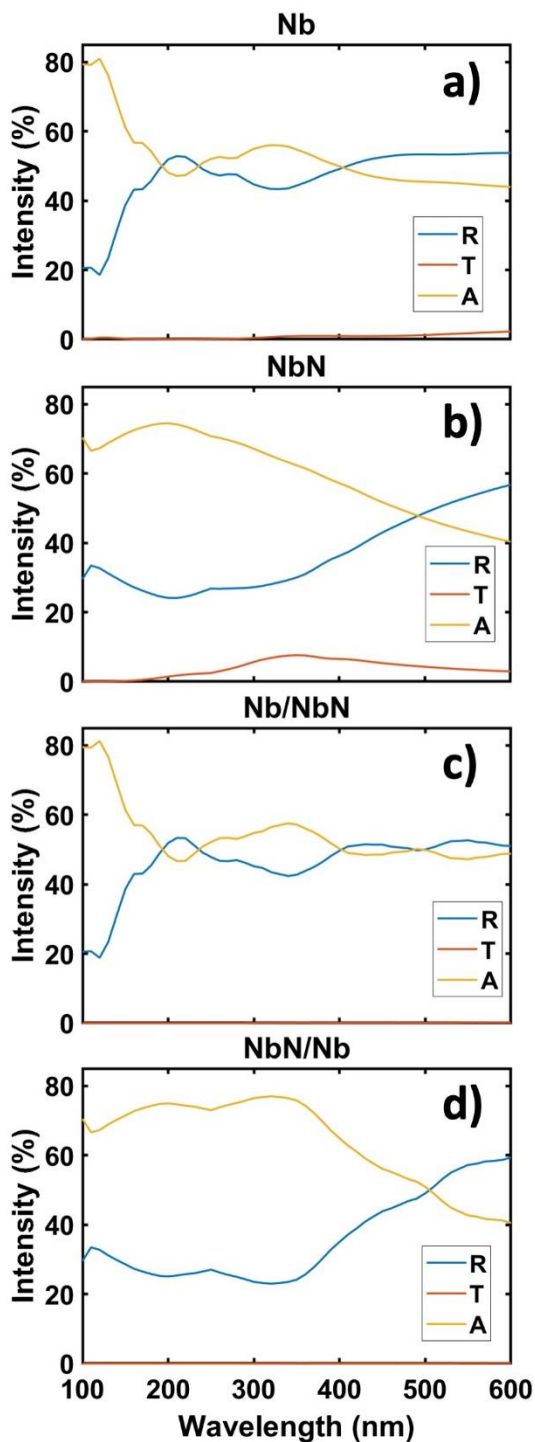 Nb
a)
80
60
40
20
0
Intensity (%)
R
T
A
NbN
b)
80
60
40
20
0
Intensity (%)
R
T
A
Nb/NbN
c)
80
60
40
20
0
Intensity (%)
R
T
A
NbN/Nb
d)
80
60
40
20
0
Intensity (%)
R
T
A
100 200 300 400 500 600
Wavelength (nm)